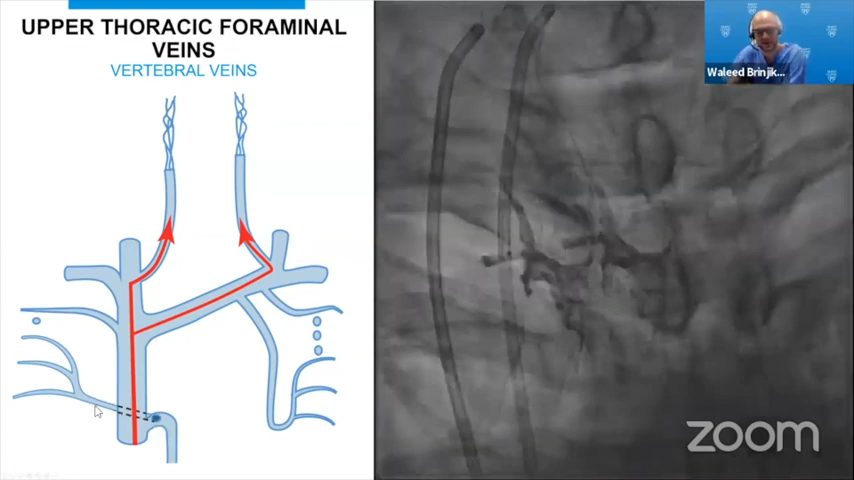 UPPER THORACIC FORAMINAL
VEINS
VERTEBRAL VEINS
Waleed Brinjik...
zoom